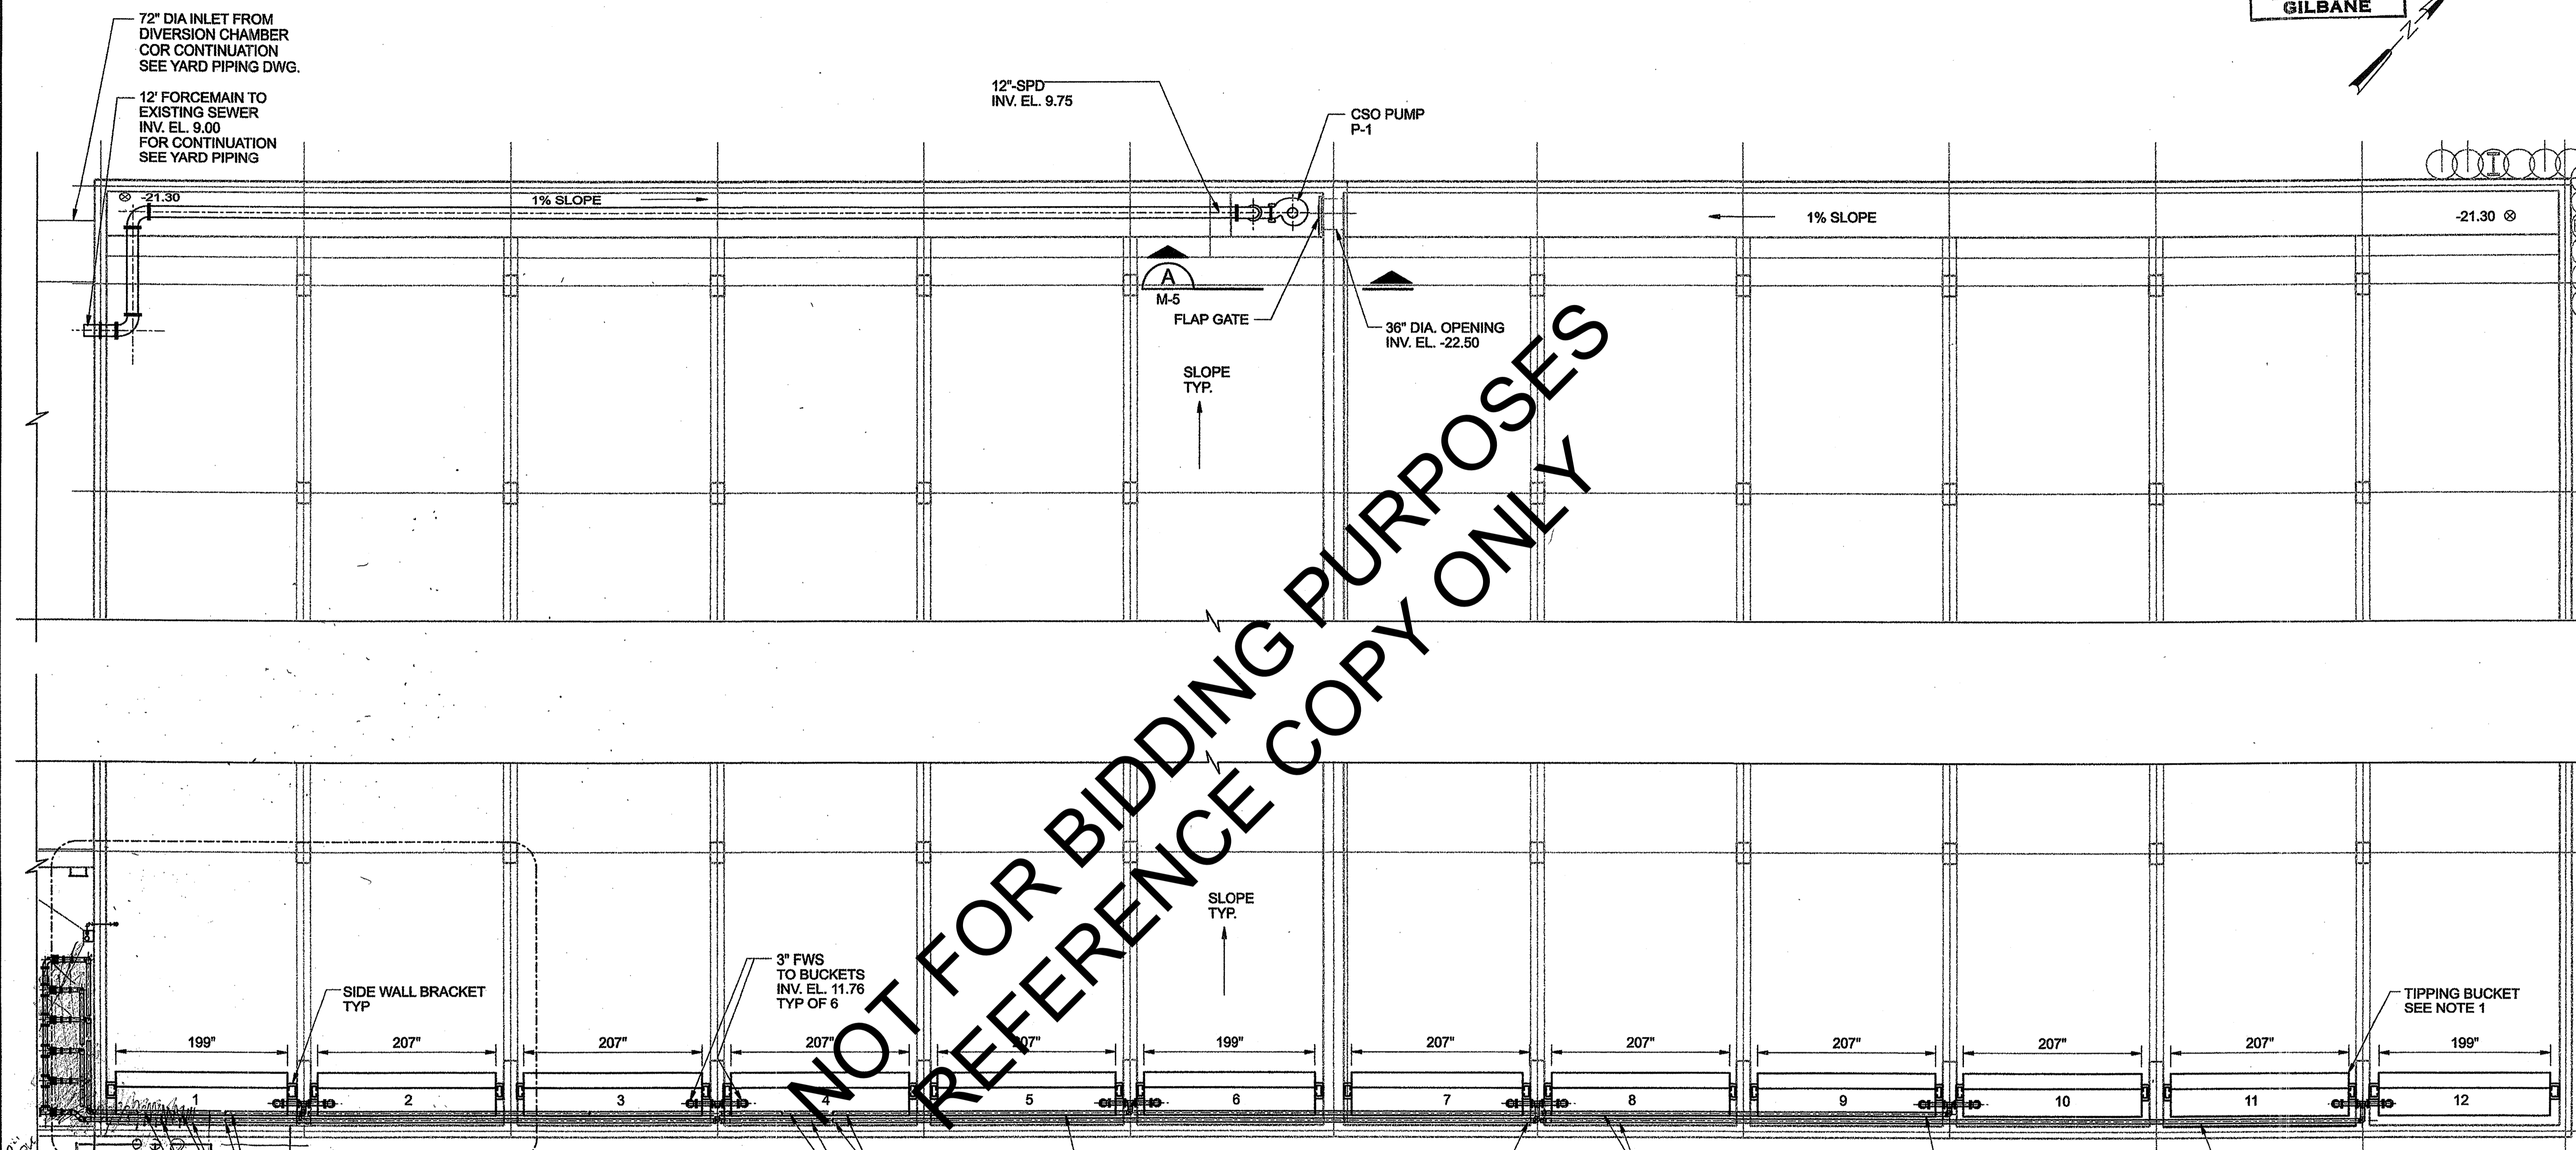 GILBANE
N
72" DIA INLET FROM
DIVERSION CHAMBER
COR CONTINUATION
SEE YARD PIPING DWG.
12' FORCEMAIN TO
EXISTING SEWER
INV. EL. 9.00
FOR CONTINUATION
SEE YARD PIPING
12"-SPD
INV. EL. 9.75
CSO PUMP
P-1
-21.30
1% SLOPE
1% SLOPE
-21.30
A
M-5
FLAP GATE
36" DIA. OPENING
INV. EL. -22.50
SLOPE
TYP.
NOT FOR BIDDING PURPOSES
REFERENCE COPY ONLY
SLOPE
TYP.
3" FWS
TO BUCKETS
INV. EL. 11.76
TYP OF 6
SIDE WALL BRACKET
TYP
TIPPING BUCKET
SEE NOTE 1
199" 207" 207" 207" 207" 199" 207" 207" 207" 207" 207" 199"
1 2 3 4 5 6 7 8 9 10 11 12